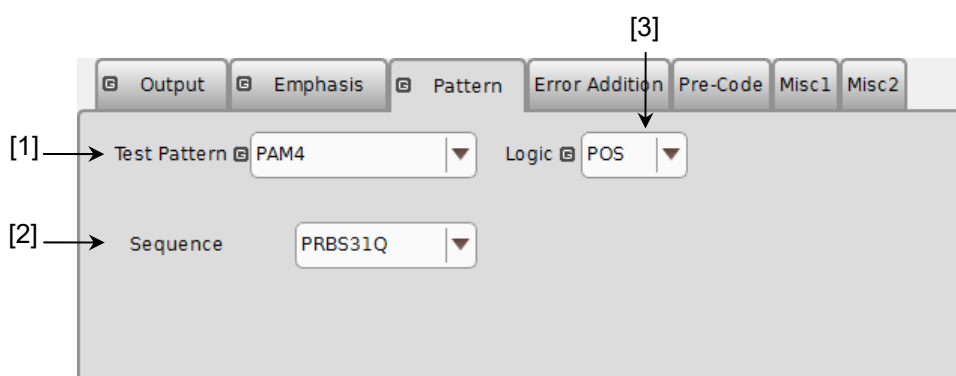 [3]
G Output G Emphasis G Pattern Error Addition Pre-Code Misc1 Misc2
[1] Test Pattern G PAM4 Logic G POS
[2] Sequence PRBS31Q